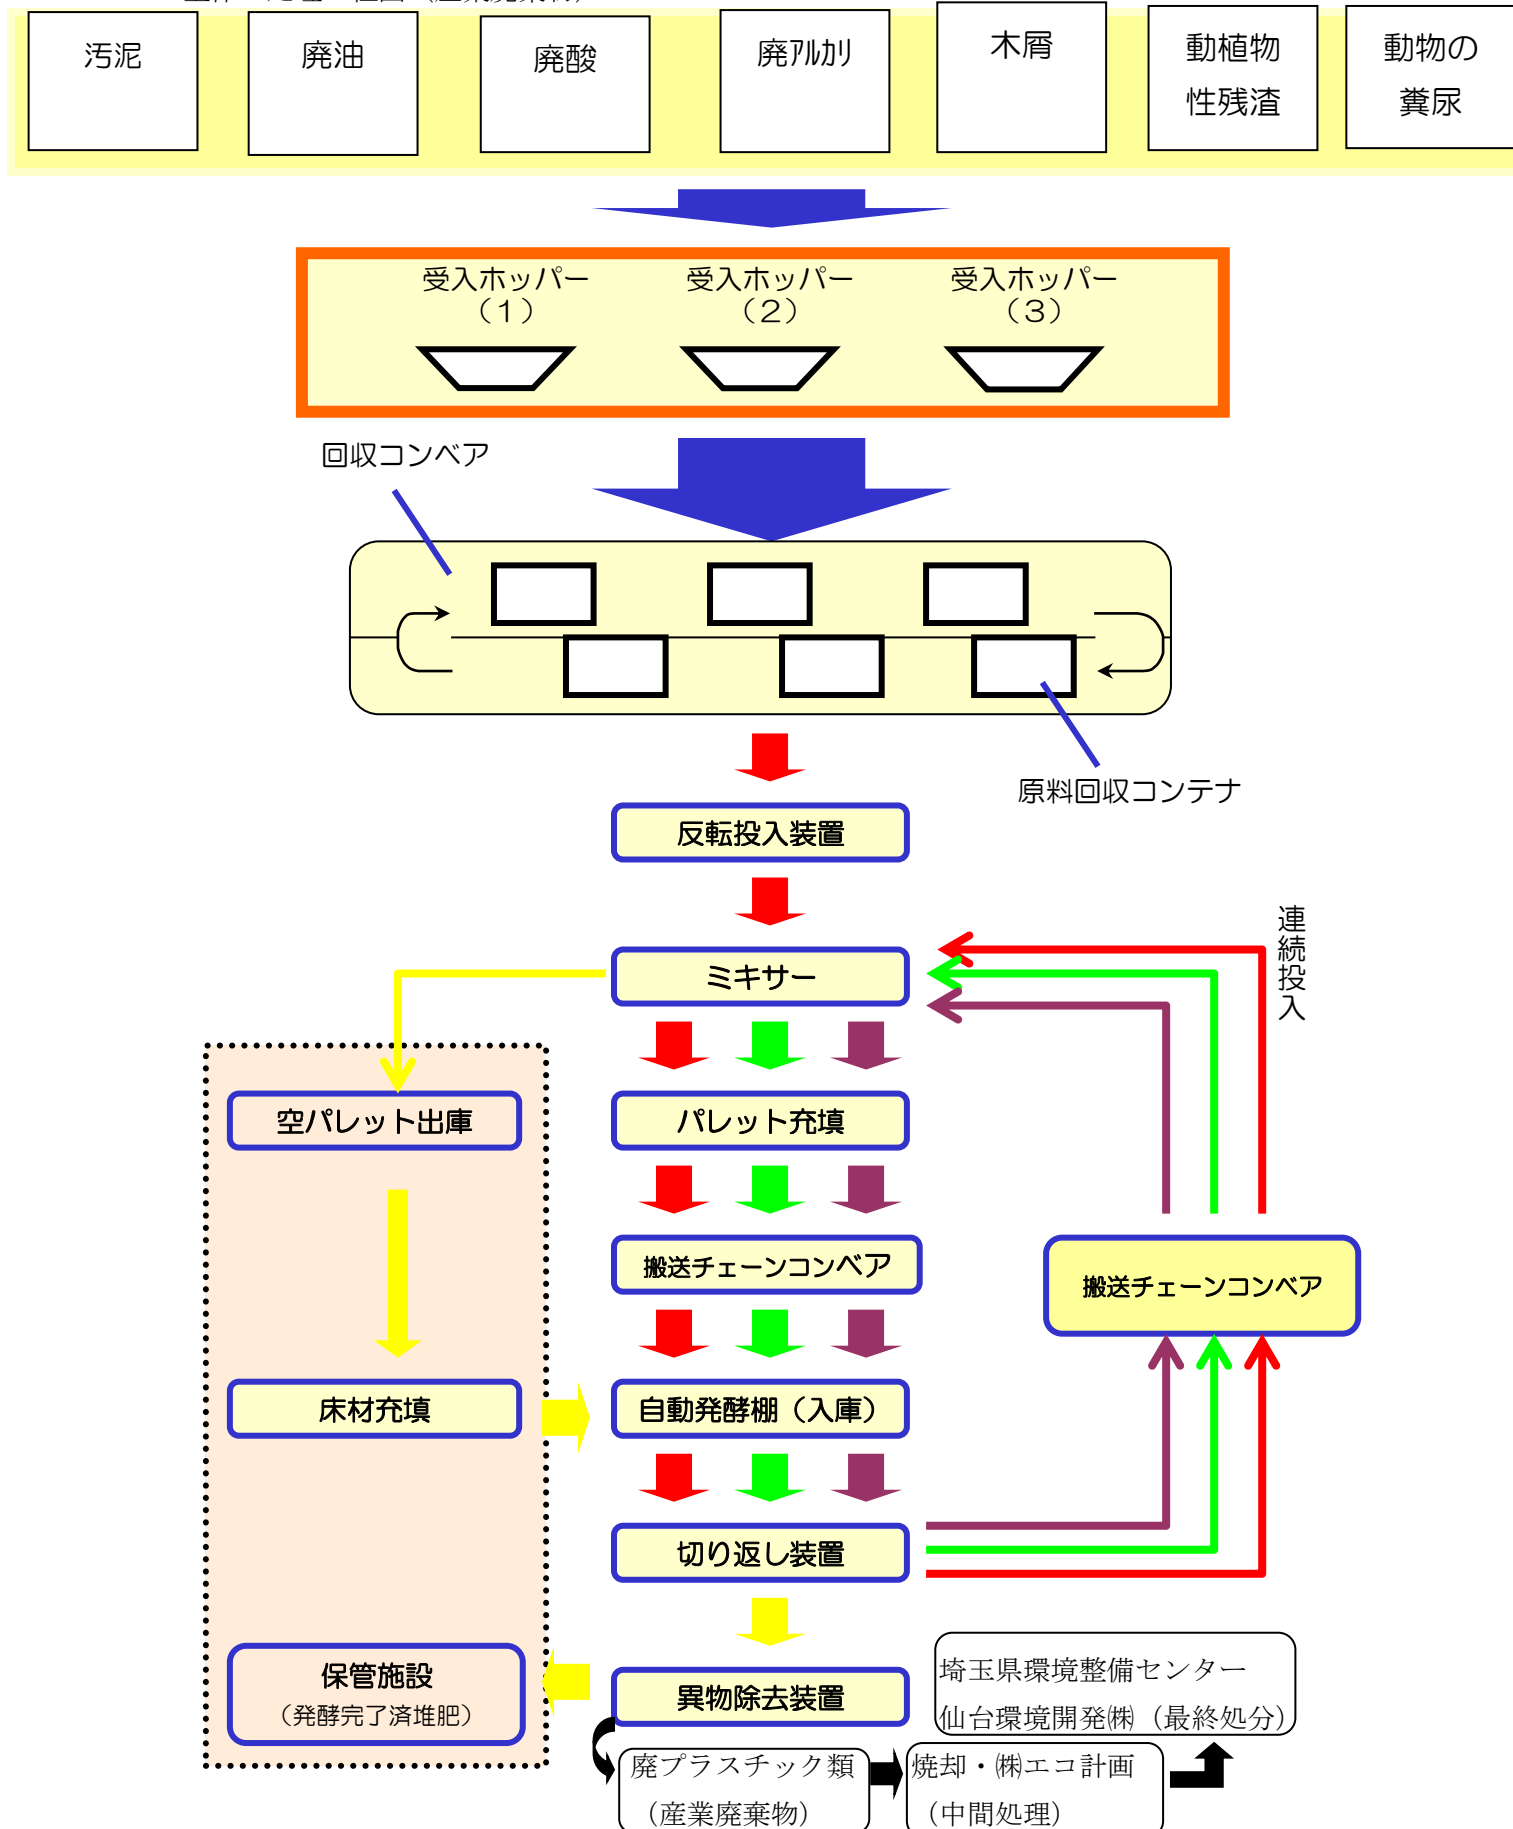 汚泥
廃油
廃酸
廃ｱﾙｶﾘ
木屑
動植物
性残渣
動物の
糞尿
受入ホッパー
（１）
受入ホッパー
（２）
受入ホッパー
（３）
回収コンベア
原料回収コンテナ
反転投入装置
連続投入
ミキサー
空パレット出庫
パレット充填
搬送チェーンコンベア
搬送チェーンコンベア
床材充填
自動発酵棚（入庫）
切り返し装置
保管施設
（発酵完了済堆肥）
異物除去装置
埼玉県環境整備センター
仙台環境開発㈱（最終処分）
廃プラスチック類
（産業廃棄物）
焼却・㈱エコ計画
（中間処理）